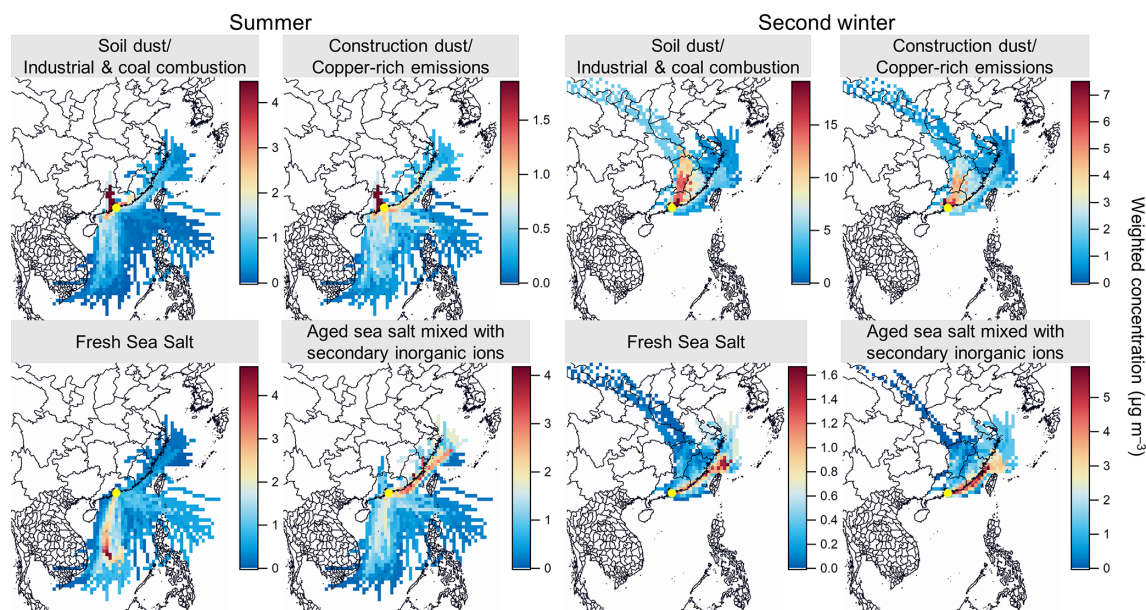 Summer
Second winter
Soil dust/
Industrial & coal combustion
Construction dust/
Copper-rich emissions
Soil dust/
Industrial & coal combustion
Construction dust/
Copper-rich emissions
4
3
2
1
0
1.5
1.0
0.5
0.0
15
10
5
0
7
6
5
4
3
2
1
0
Fresh Sea Salt
Aged sea salt mixed with
secondary inorganic ions
Fresh Sea Salt
Aged sea salt mixed with
secondary inorganic ions
4
3
2
1
0
4
3
2
1
0
1.6
1.4
1.2
1.0
0.8
0.6
0.4
0.2
0.0
5
4
3
2
1
0
Weighted concentration (μg m⁻³)